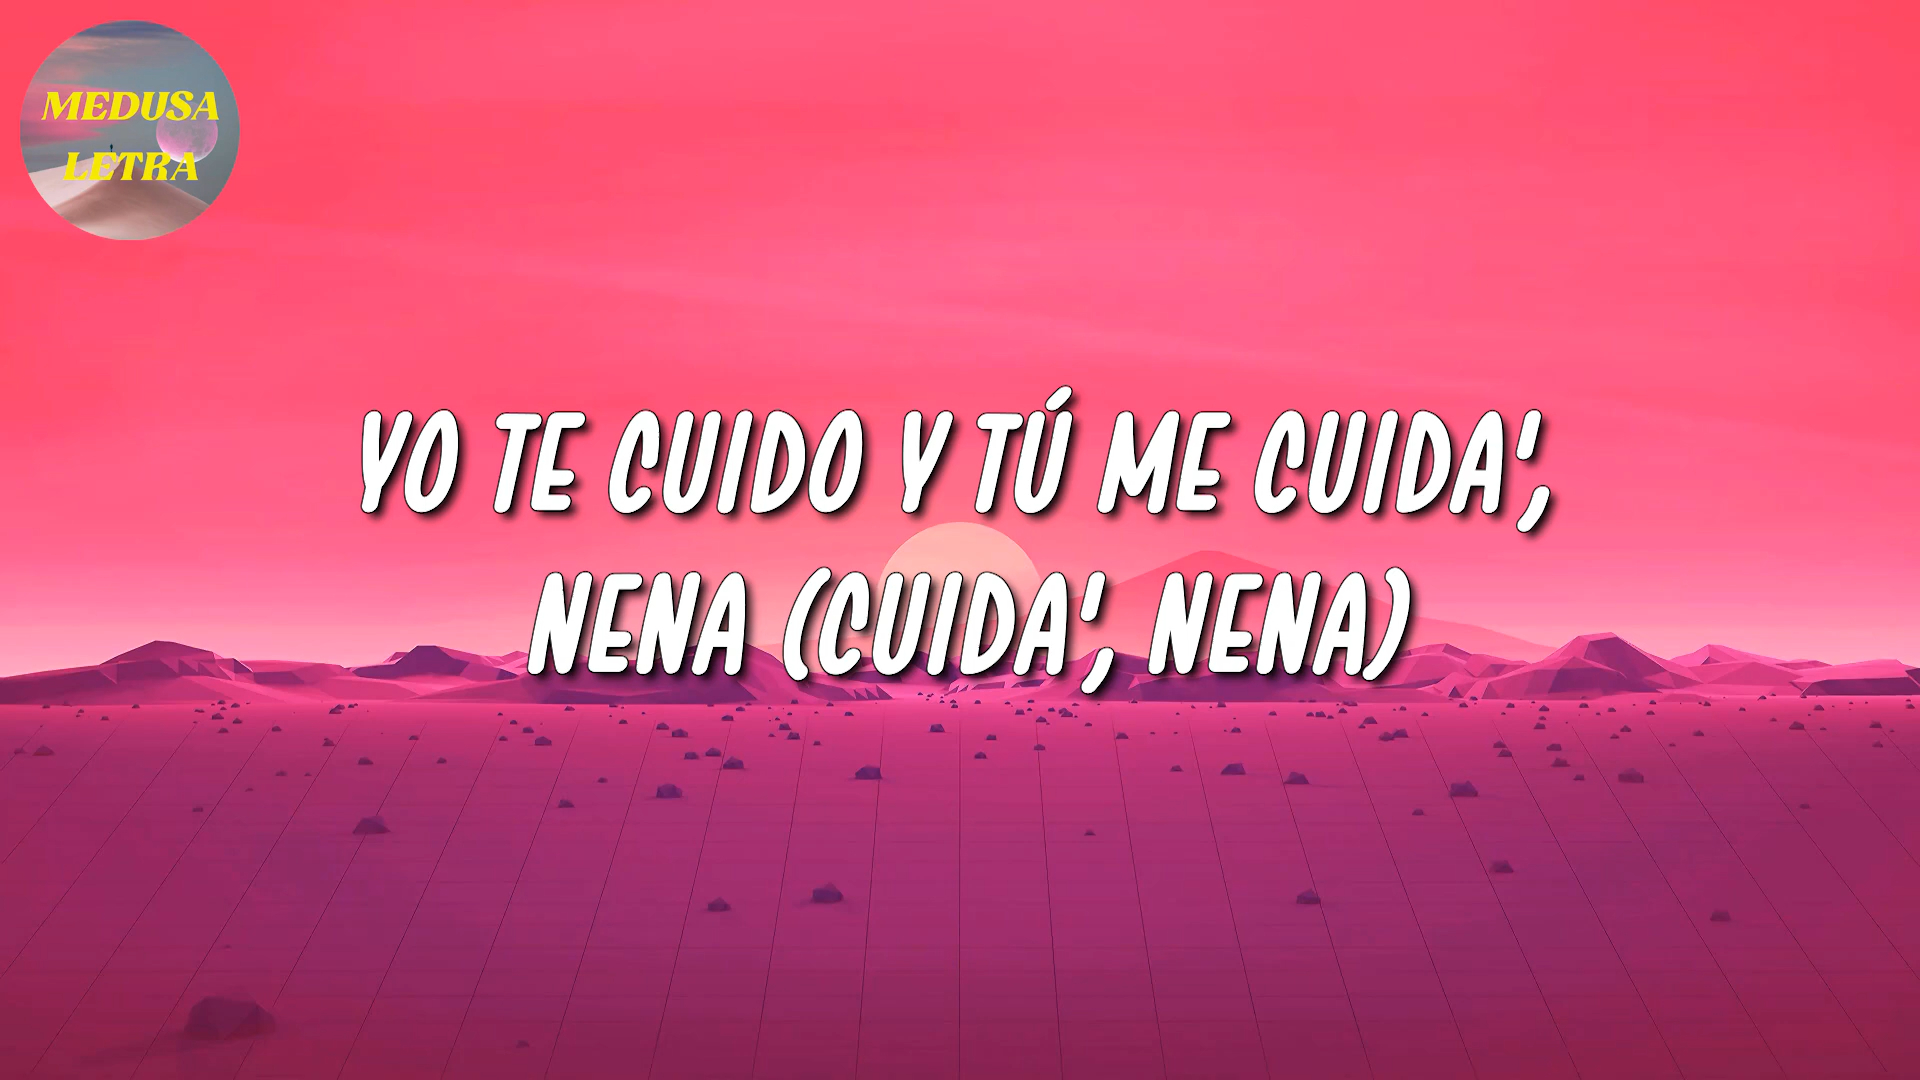 MEDUSA
LETRA
YO TE CUIDO Y TÚ ME CUIDA',
NENA (CUIDA', NENA)